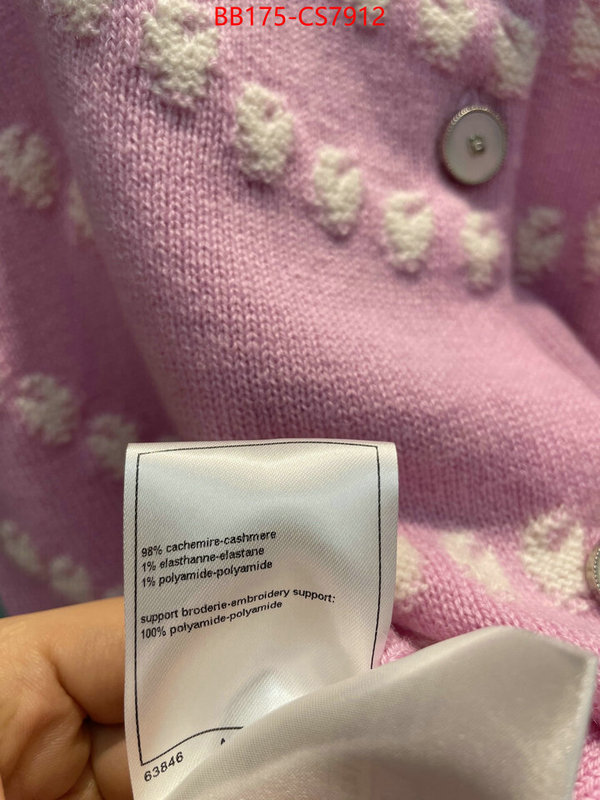 BB175-CS7912
98% cachemire-cashmere
1% elasthanne-elastane
1% polyamide-polyamide
support broderie-embroidery support:
100% polyamide-polyamide
63846